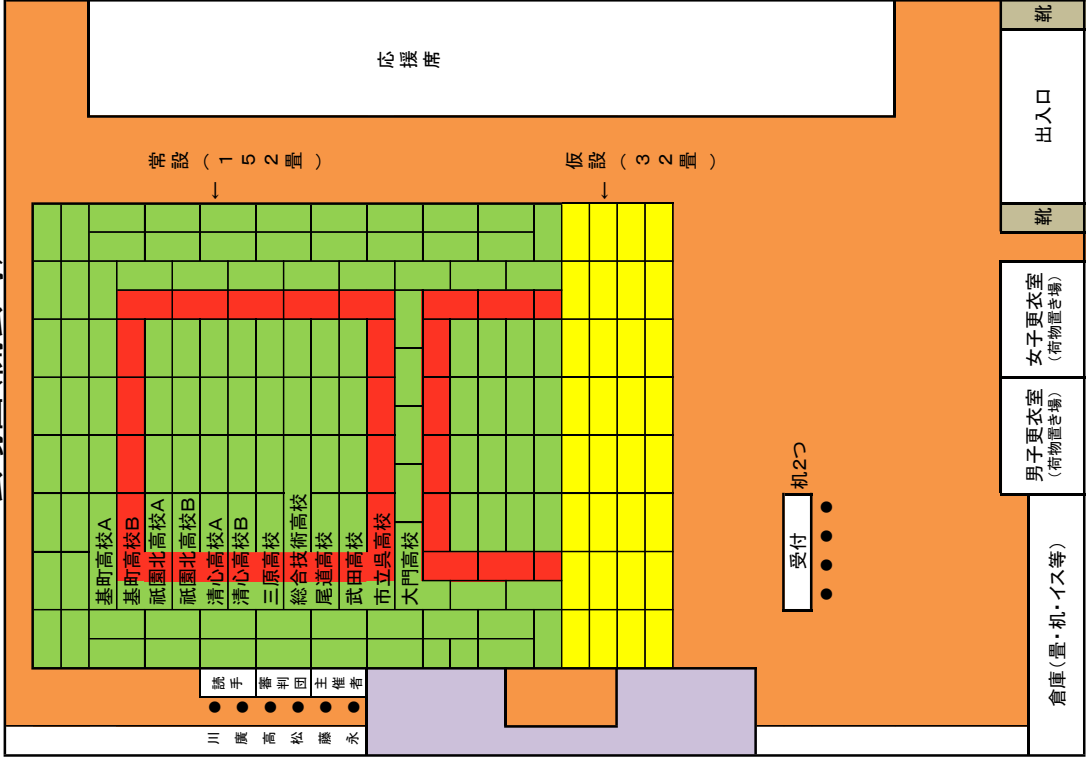 応援席
常設（１５２畳）
↓
仮設（３２畳）
↓
基町高校A
基町高校B
祇園北高校A
祇園北高校B
清心高校A
清心高校B
三原高校
総合技術高校
尾道高校
武田高校
市立呉高校
大門高校
読手
審判団
主催者
川
廣
高
松
藤
永
机2つ
受付
靴
出入口
靴
女子更衣室
（荷物置き場）
男子更衣室
（荷物置き場）
倉庫（畳・机・イス等）